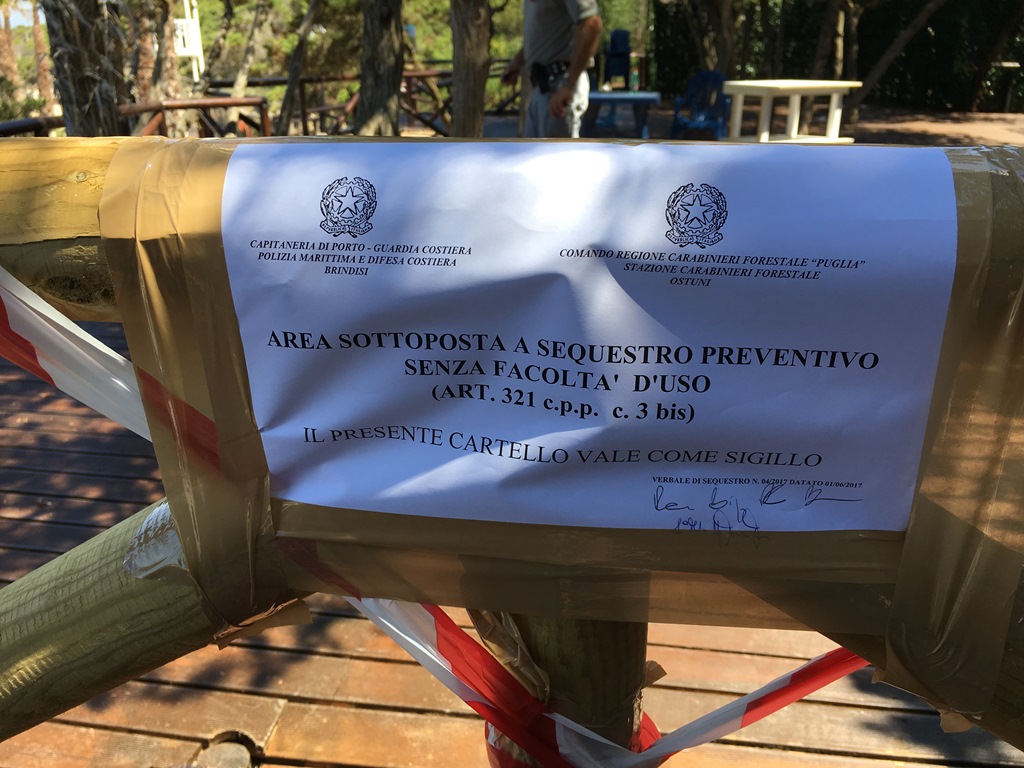 CAPITANERIA DI PORTO - GUARDIA COSTIERA
POLIZIA MARITTIMA E DIFESA COSTIERA
BRINDISI
COMANDO REGIONE CARABINIERI FORESTALE “PUGLIA”
STAZIONE CARABINIERI FORESTALE
OSTUNI
AREA SOTTOPOSTA A SEQUESTRO PREVENTIVO
SENZA FACOLTA' D'USO
(ART. 321 c.p.p. c. 3 bis)
IL PRESENTE CARTELLO VALE COME SIGILLO
VERBALE DI SEQUESTRO N. 04/2017 DATATO 01/06/2017